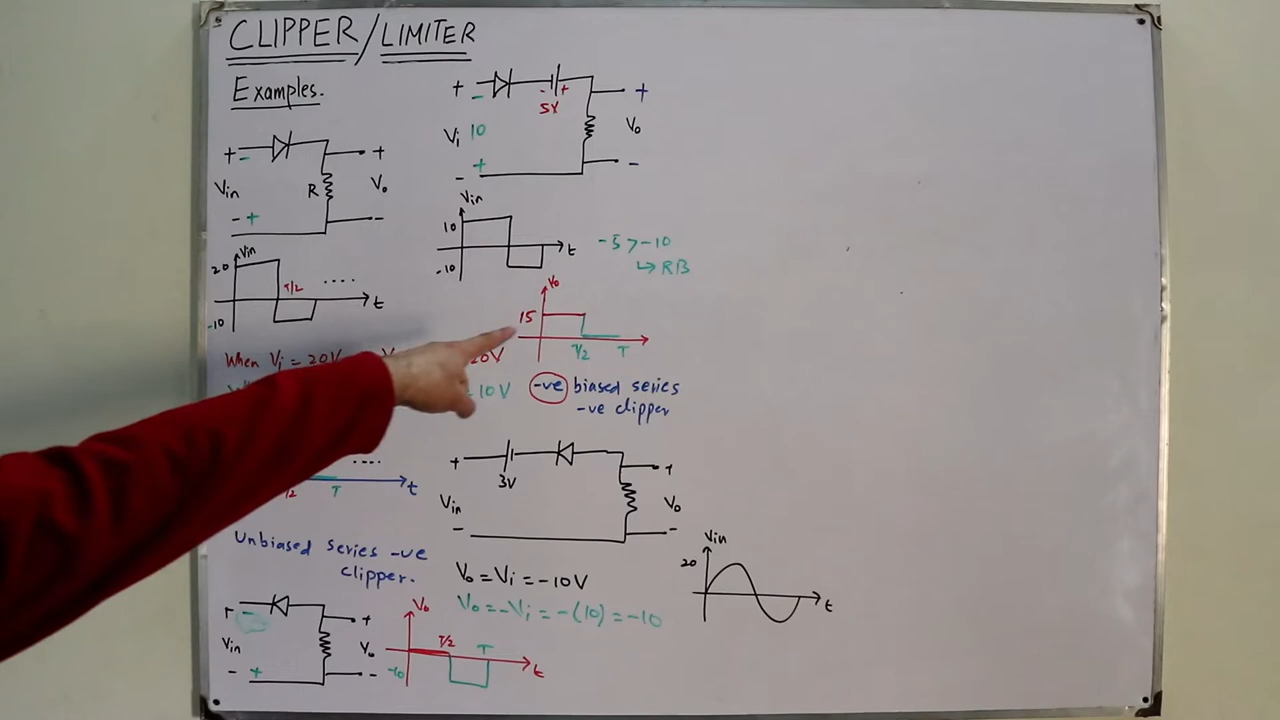 CLIPPER/LIMITER
Examples.
+ - +
Vin R Vo
- + -
Vin
20
T/2 ....
-10 t
When Vi = 20V
20V
10V
....
T t
Unbiased series -ve
clipper.
+ - +
Vin Vo
- + -
Vo
T/2 T
-10 t
+ - - + +
5V
Vi 10 Vo
+
- -
Vin
10
-10 t
-5 > -10
↳ RB
Vo
15
T/2 T
-ve biased series
-ve clipper
+ +
3V
Vin Vo
- -
Vo = Vi = -10V
Vo = -Vi = -(10) = -10
Vin
20
t